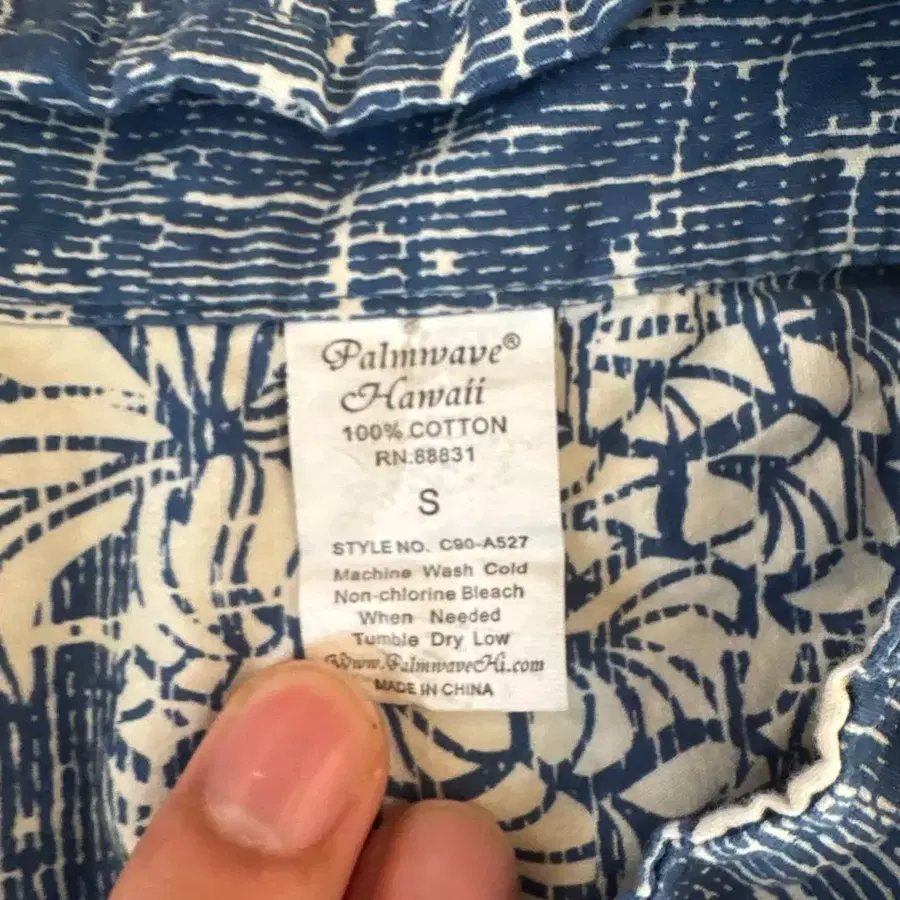 Palmwave®
Hawaii
100% COTTON
RN:88831
S
STYLE NO. C90-A527
Machine Wash Cold
Non-chlorine Bleach
When Needed
Tumble Dry Low
Www.PalmwaveHi.com
MADE IN CHINA